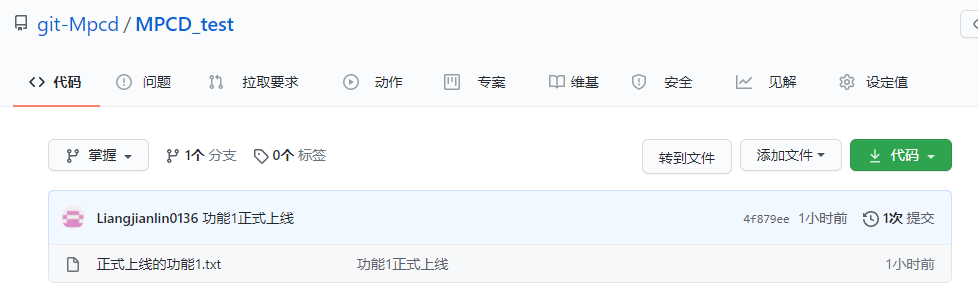 git-Mpcd / MPCD_test
代码 问题 拉取要求 动作 专案 维基 安全 见解 设定值
掌握 1个 分支 0个 标签 转到文件 添加文件 代码
Liangjianlin0136 功能1正式上线 4f879ee 1小时前 1次 提交
正式上线的功能1.txt 功能1正式上线 1小时前